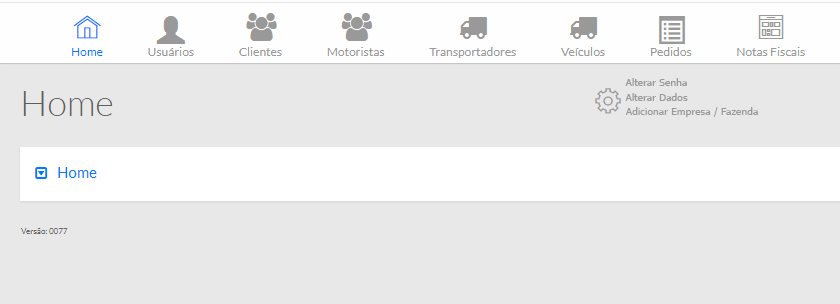 Home Usuários Clientes Motoristas Transportadores Veículos Pedidos Notas Fiscais
Home
Alterar Senha
Alterar Dados
Adicionar Empresa / Fazenda
Home
Versão: 0077